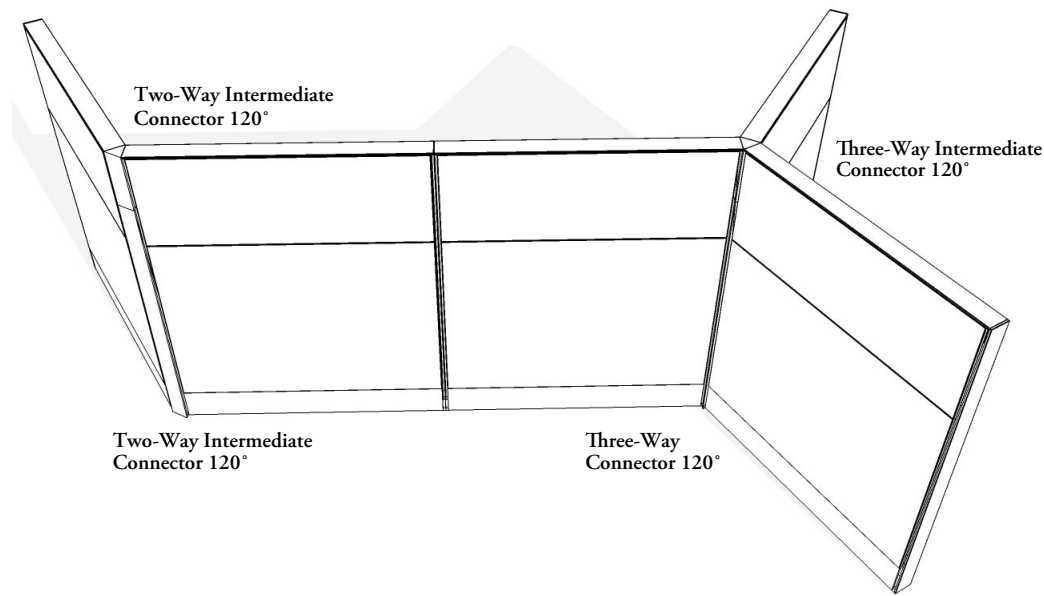 Two-Way Intermediate
Connector 120˚
Three-Way Intermediate
Connector 120˚
Two-Way Intermediate
Connector 120˚
Three-Way
Connector 120˚